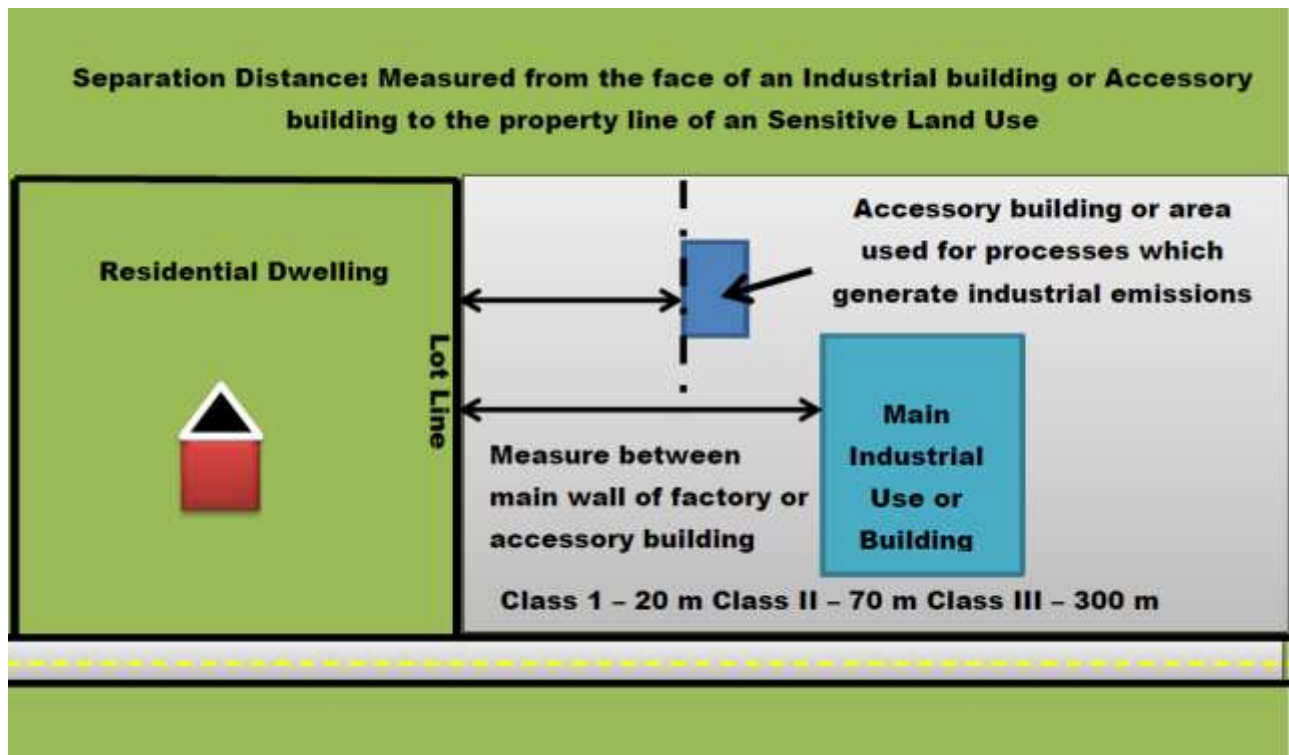 Separation Distance: Measured from the face of an Industrial building or Accessory
building to the property line of an Sensitive Land Use
Residential Dwelling
Lot Line
Accessory building or area
used for processes which
generate industrial emissions
Measure between
main wall of factory or
accessory building
Main
Industrial
Use or
Building
Class 1 – 20 m Class II – 70 m Class III – 300 m